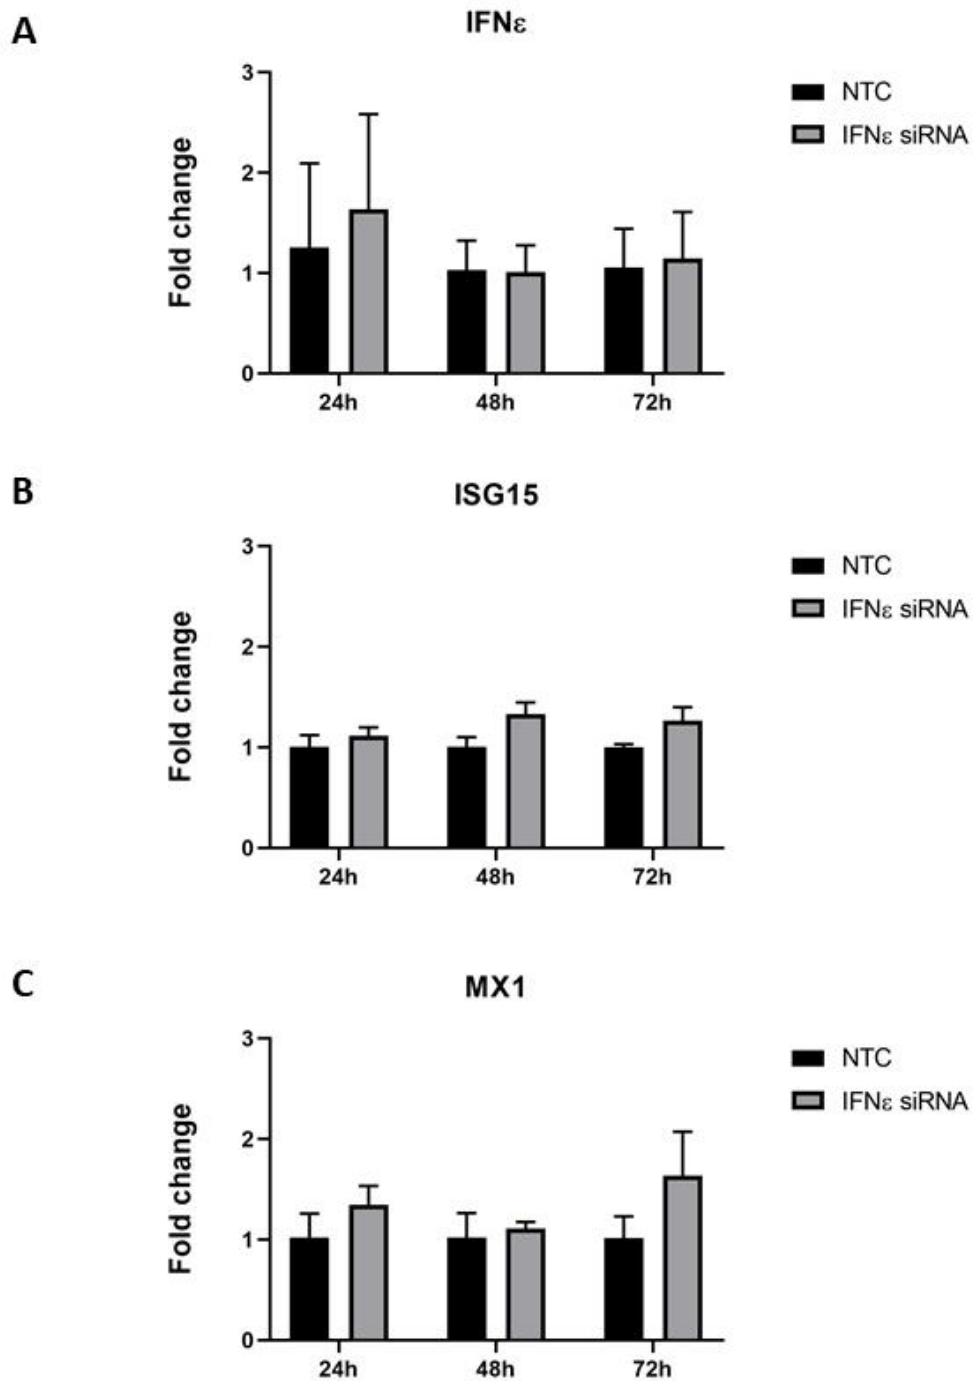 A
IFNε
3
2
1
0
Fold change
24h
48h
72h
NTC
IFNε siRNA
B
ISG15
3
2
1
0
Fold change
24h
48h
72h
NTC
IFNε siRNA
C
MX1
3
2
1
0
Fold change
24h
48h
72h
NTC
IFNε siRNA